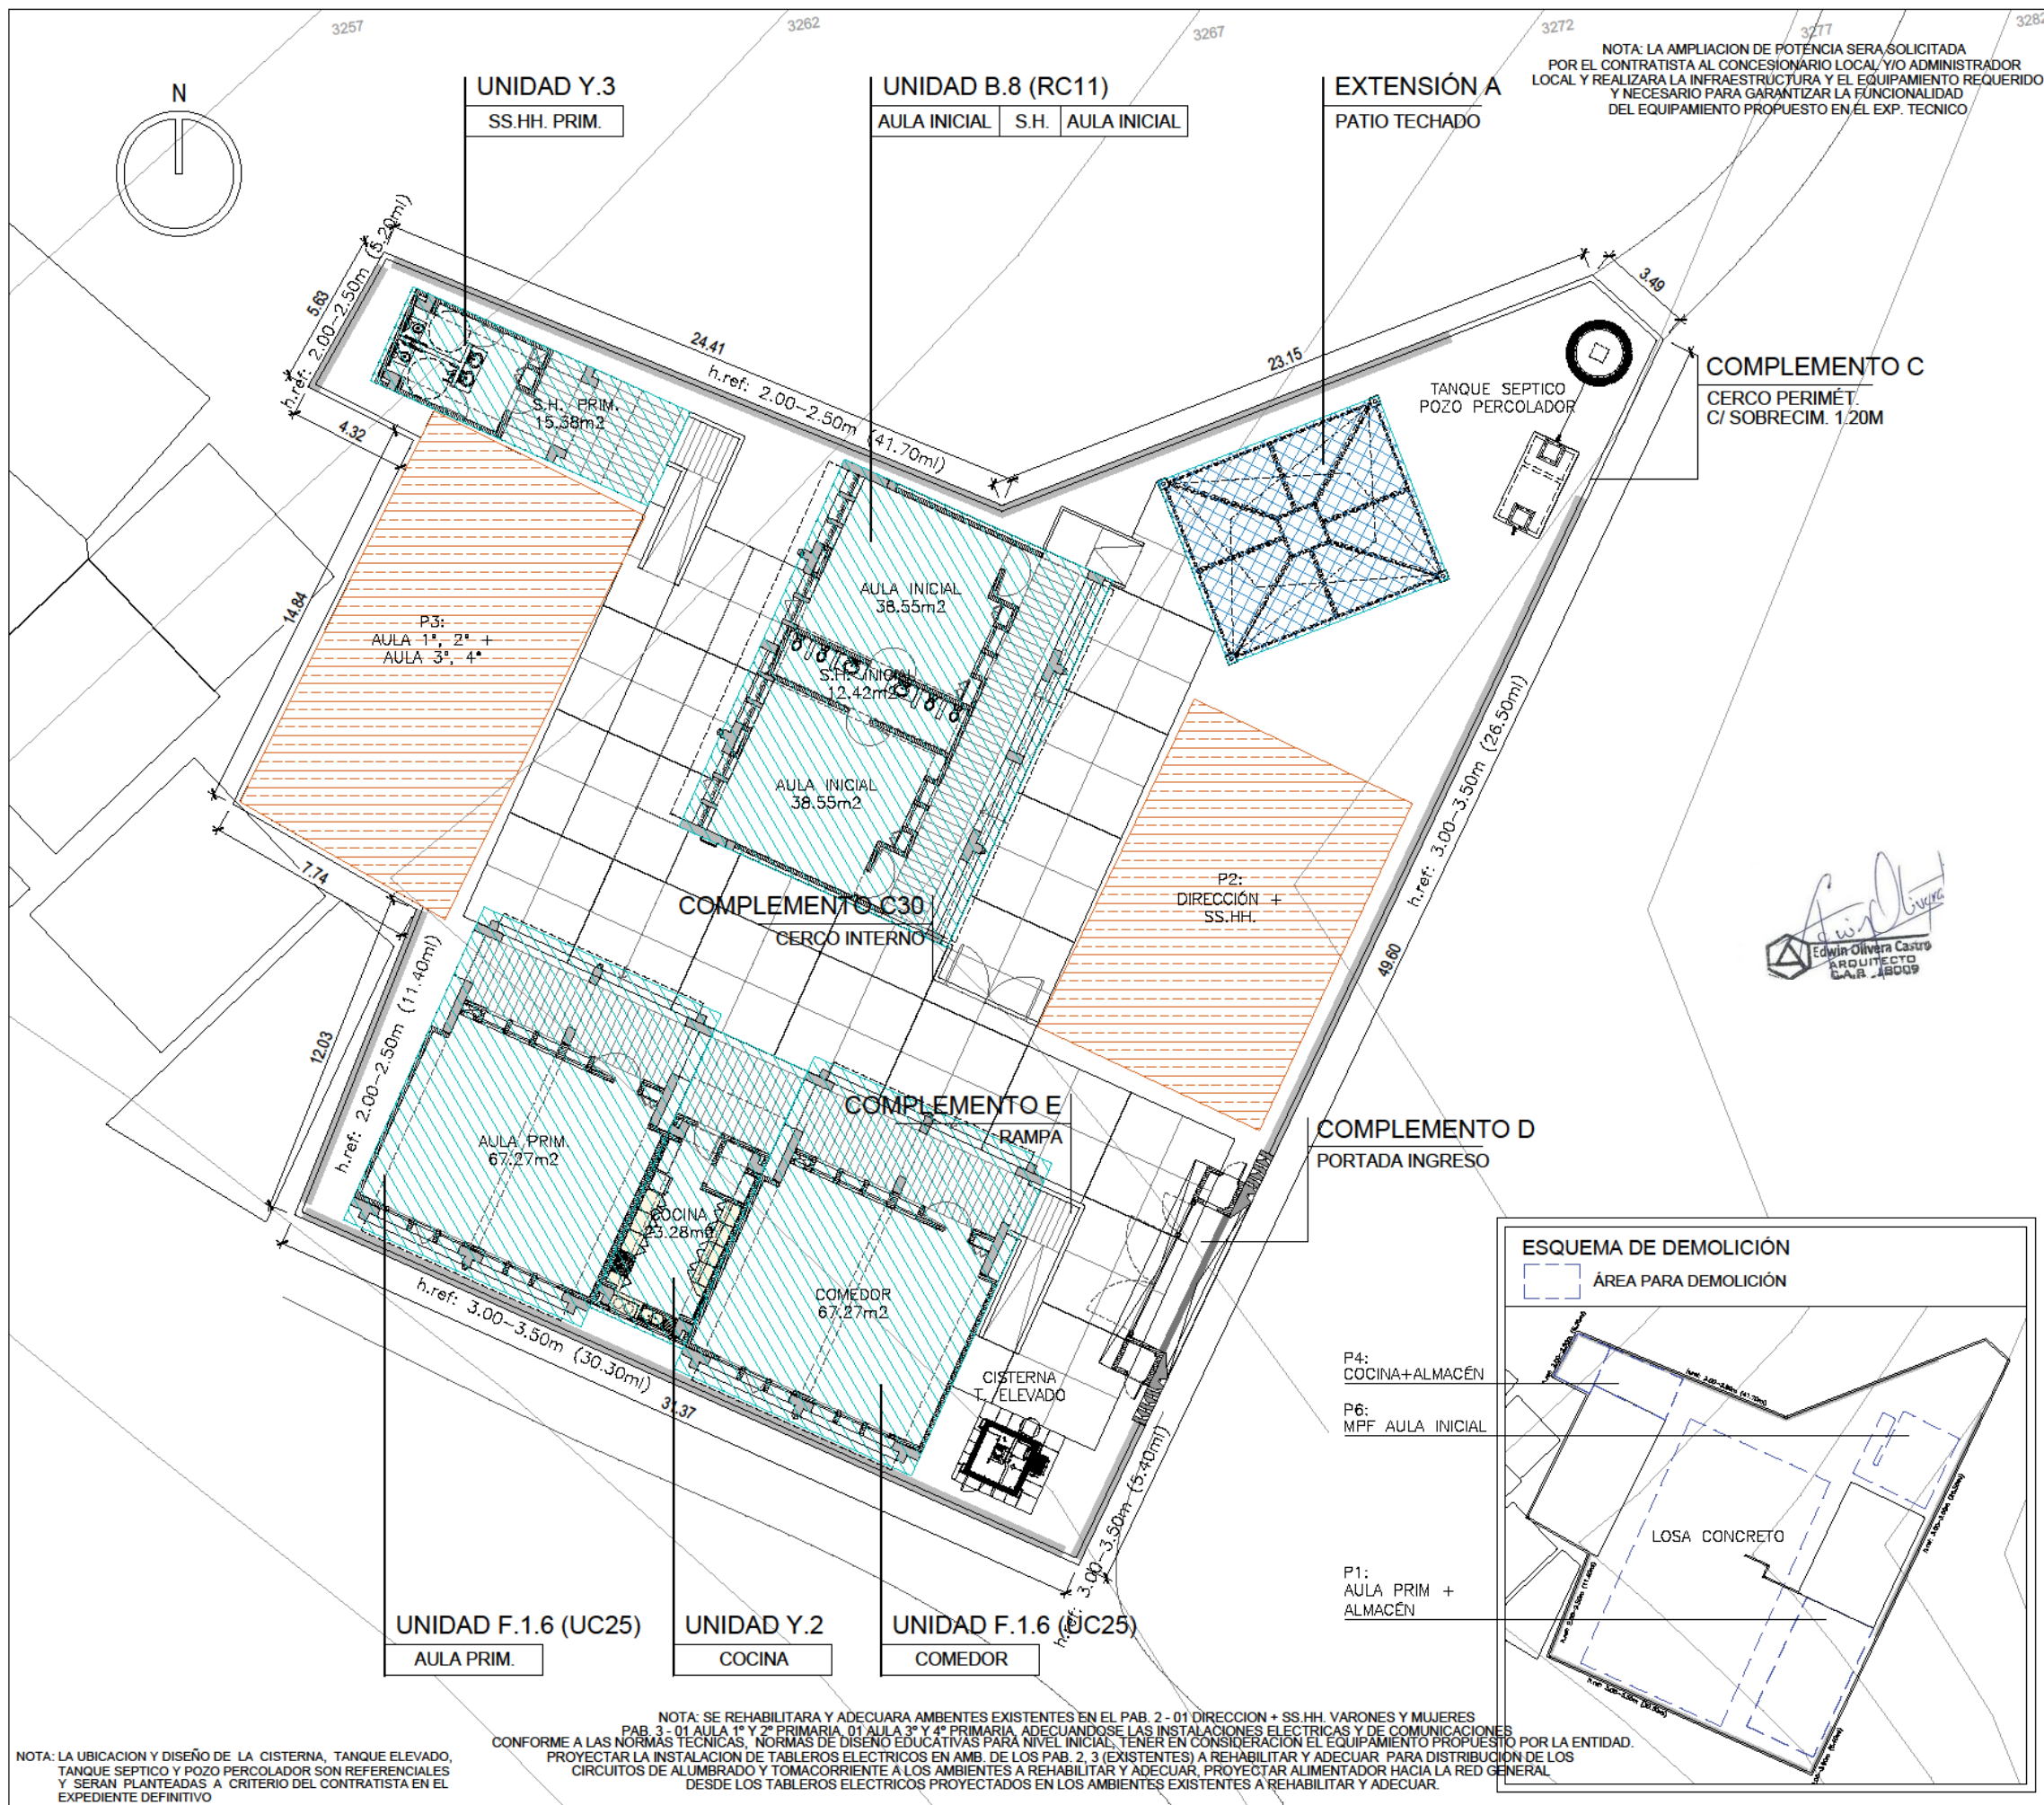 3257
3262
3267
3272
3277
3282
NOTA: LA AMPLIACION DE POTENCIA SERA SOLICITADA
POR EL CONTRATISTA AL CONCESIONARIO LOCAL Y/O ADMINISTRADOR
LOCAL Y REALIZARA LA INFRAESTRUCTURA Y EL EQUIPAMIENTO REQUERIDO
Y NECESARIO PARA GARANTIZAR LA FUNCIONALIDAD
DEL EQUIPAMIENTO PROPUESTO EN EL EXP. TECNICO
N
UNIDAD Y.3
SS.HH. PRIM.
UNIDAD B.8 (RC11)
AULA INICIAL S.H. AULA INICIAL
EXTENSIÓN A
PATIO TECHADO
5.63
h.ref: 2.00-2.50m (5.20ml)
24.41
h.ref: 2.00-2.50m (41.70ml)
23.15
3.49
4.32
S.H. PRIM.
15.38m2
TANQUE SEPTICO
POZO PERCOLADOR
COMPLEMENTO C
CERCO PERIMÉT.
C/ SOBRECIM. 1.20M
14.84
P3:
AULA 1°, 2° +
AULA 3°, 4°
AULA INICIAL
38.55m2
S.H. INICIAL
12.42m2
AULA INICIAL
38.55m2
h.ref: 3.00-3.50m (26.50ml)
49.60
P2:
DIRECCIÓN +
SS.HH.
7.74
COMPLEMENTO C30
CERCO INTERNO
Edwin Olivera Castro
ARQUITECTO
12.03
h.ref: 2.00-2.50m (11.40ml)
AULA PRIM.
67.27m2
COMPLEMENTO E
RAMPA
COMPLEMENTO D
PORTADA INGRESO
COCINA
23.28m2
COMEDOR
67.27m2
h.ref: 3.00-3.50m (30.30ml)
31.37
CISTERNA
T. ELEVADO
h.ref: 3.00-3.50m (5.40ml)
UNIDAD F.1.6 (UC25)
AULA PRIM.
UNIDAD Y.2
COCINA
UNIDAD F.1.6 (UC25)
COMEDOR
ESQUEMA DE DEMOLICIÓN
ÁREA PARA DEMOLICIÓN
P4:
COCINA+ALMACÉN
P6:
MPF AULA INICIAL
LOSA CONCRETO
P1:
AULA PRIM +
ALMACÉN
NOTA: SE REHABILITARA Y ADECUARA AMBENTES EXISTENTES EN EL PAB. 2 - 01 DIRECCION + SS.HH. VARONES Y MUJERES
PAB. 3 - 01 AULA 1º Y 2º PRIMARIA, 01 AULA 3º Y 4º PRIMARIA, ADECUANDOSE LAS INSTALACIONES ELECTRICAS Y DE COMUNICACIONES
CONFORME A LAS NORMAS TECNICAS, NORMAS DE DISEÑO EDUCATIVAS PARA NIVEL INICIAL, TENER EN CONSIDERACION EL EQUIPAMIENTO PROPUESTO POR LA ENTIDAD.
PROYECTAR LA INSTALACION DE TABLEROS ELECTRICOS EN AMB. DE LOS PAB. 2, 3 (EXISTENTES) A REHABILITAR Y ADECUAR PARA DISTRIBUCION DE LOS
CIRCUITOS DE ALUMBRADO Y TOMACORRIENTE A LOS AMBIENTES A REHABILITAR Y ADECUAR, PROYECTAR ALIMENTADOR HACIA LA RED GENERAL
DESDE LOS TABLEROS ELECTRICOS PROYECTADOS EN LOS AMBIENTES EXISTENTES A REHABILITAR Y ADECUAR.
NOTA: LA UBICACION Y DISEÑO DE LA CISTERNA, TANQUE ELEVADO,
TANQUE SEPTICO Y POZO PERCOLADOR SON REFERENCIALES
Y SERAN PLANTEADAS A CRITERIO DEL CONTRATISTA EN EL
EXPEDIENTE DEFINITIVO